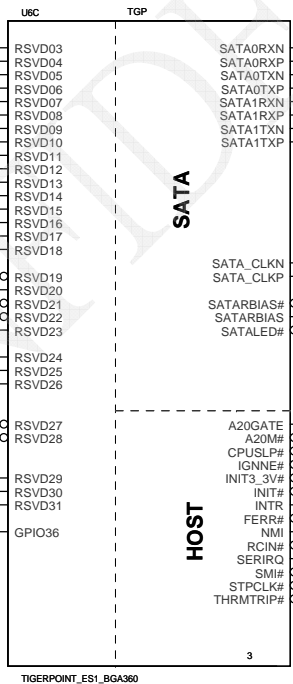 U6C TGP
RSVD03 SATA0RXN
RSVD04 SATA0RXP
RSVD05 SATA0TXN
RSVD06 SATA0TXP
RSVD07 SATA1RXN
RSVD08 SATA1RXP
RSVD09 SATA1TXN
RSVD10 SATA1TXP
RSVD11
RSVD12
RSVD13
RSVD14
RSVD15
RSVD16
RSVD17
RSVD18
SATA
SATA_CLKN
RSVD19 SATA_CLKP
RSVD20
RSVD21 SATARBIAS#
RSVD22 SATARBIAS
RSVD23 SATALED#
RSVD24
RSVD25
RSVD26
RSVD27 A20GATE
RSVD28 A20M#
CPUSLP#
IGNNE#
RSVD29 INIT3_3V#
RSVD30 INIT#
RSVD31 INTR
FERR#
GPIO36 NMI
HOST
RCIN#
SERIRQ
SMI#
STPCLK#
THRMTRIP#
3
TIGERPOINT_ES1_BGA360